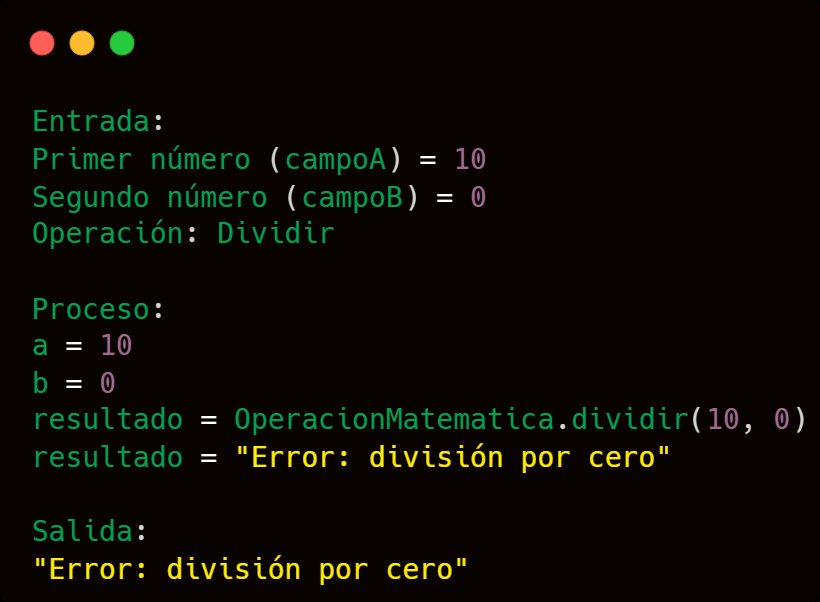 Entrada:
Primer número (campoA) = 10
Segundo número (campoB) = 0
Operación: Dividir
Proceso:
a = 10
b = 0
resultado = OperacionMatematica.dividir(10, 0)
resultado = "Error: división por cero"
Salida:
"Error: división por cero"